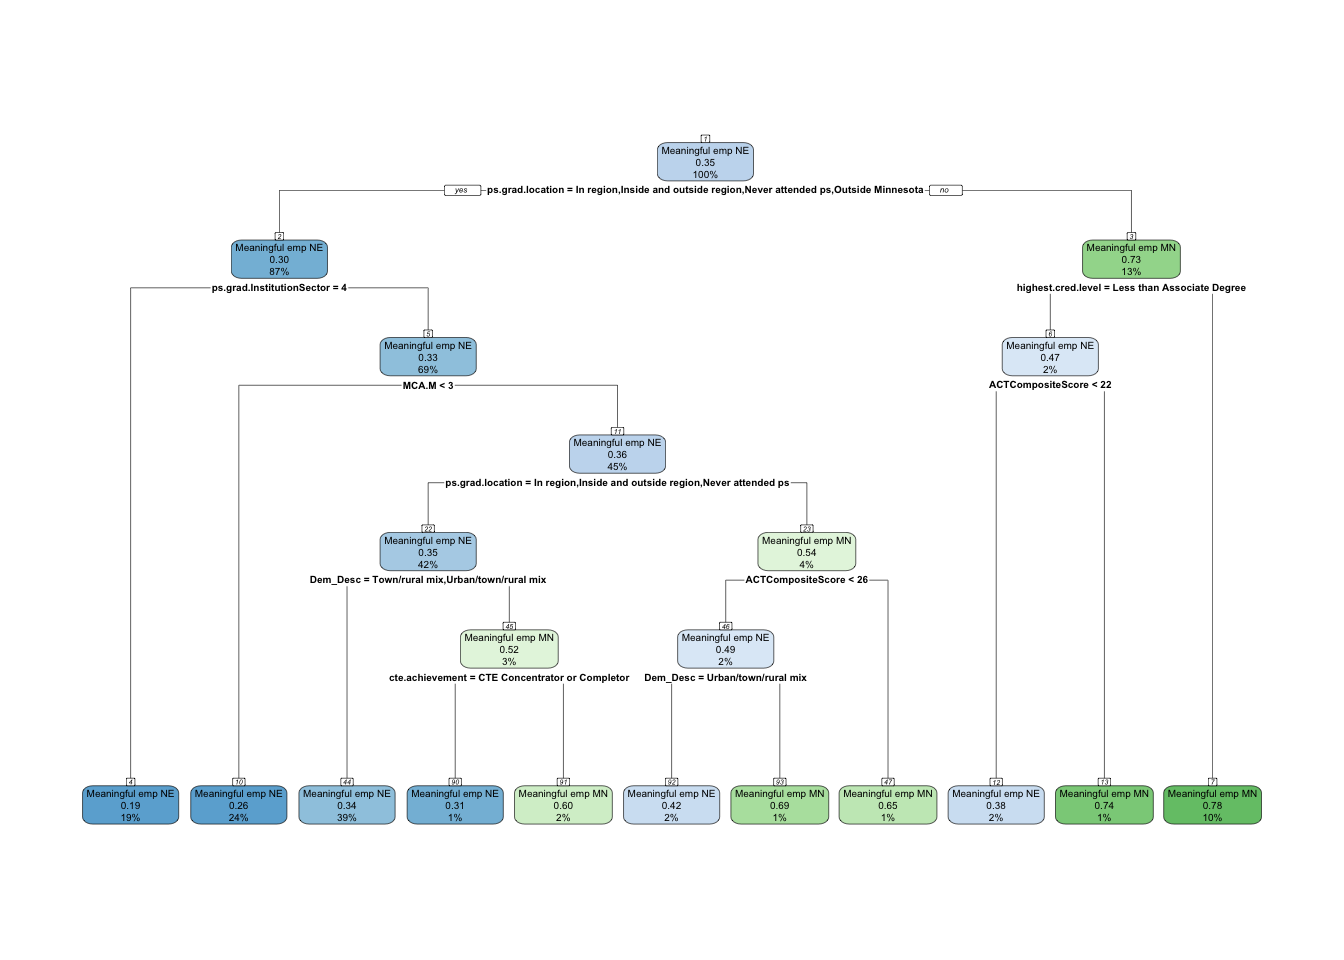 1
Meaningful emp NE
0.35
100%
yes
ps.grad.location = In region,Inside and outside region,Never attended ps,Outside Minnesota
no
2
Meaningful emp NE
0.30
87%
3
Meaningful emp MN
0.73
13%
ps.grad.InstitutionSector = 4
highest.cred.level = Less than Associate Degree
5
Meaningful emp NE
0.33
69%
6
Meaningful emp NE
0.47
2%
MCA.M < 3
ACTCompositeScore < 22
11
Meaningful emp NE
0.36
45%
ps.grad.location = In region,Inside and outside region,Never attended ps
22
Meaningful emp NE
0.35
42%
23
Meaningful emp MN
0.54
4%
Dem_Desc = Town/rural mix,Urban/town/rural mix
ACTCompositeScore < 26
45
Meaningful emp MN
0.52
3%
46
Meaningful emp NE
0.49
2%
cte.achievement = CTE Concentrator or Completor
Dem_Desc = Urban/town/rural mix
4
Meaningful emp NE
0.19
19%
10
Meaningful emp NE
0.26
24%
44
Meaningful emp NE
0.34
39%
90
Meaningful emp NE
0.31
1%
91
Meaningful emp MN
0.60
2%
92
Meaningful emp NE
0.42
2%
93
Meaningful emp MN
0.69
1%
47
Meaningful emp MN
0.65
1%
12
Meaningful emp NE
0.38
2%
13
Meaningful emp MN
0.74
1%
7
Meaningful emp MN
0.78
10%